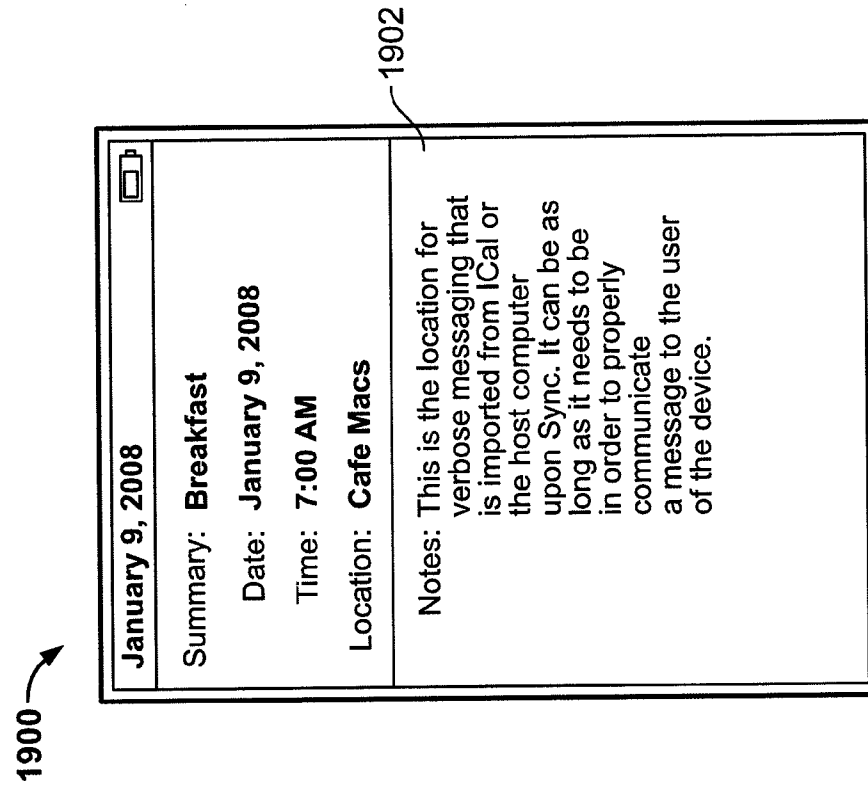 1900
January 9, 2008
Summary: Breakfast
Date: January 9, 2008
Time: 7:00 AM
Location: Cafe Macs
Notes: This is the location for
verbose messaging that
is imported from ICal or
the host computer
upon Sync. It can be as
long as it needs to be
in order to properly
communicate
a message to the user
of the device.
1902